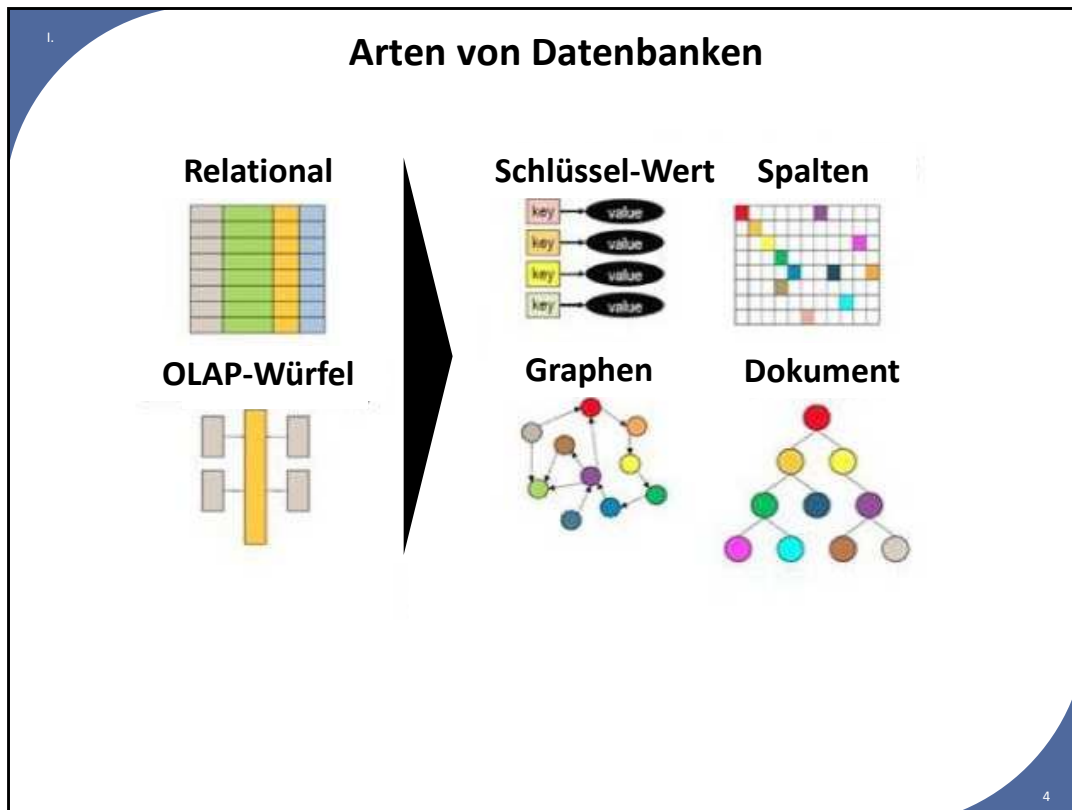 I.
Arten von Datenbanken
Relational
OLAP-Würfel
Schlüssel-Wert
key value
key value
key value
key value
Spalten
Graphen
Dokument
4